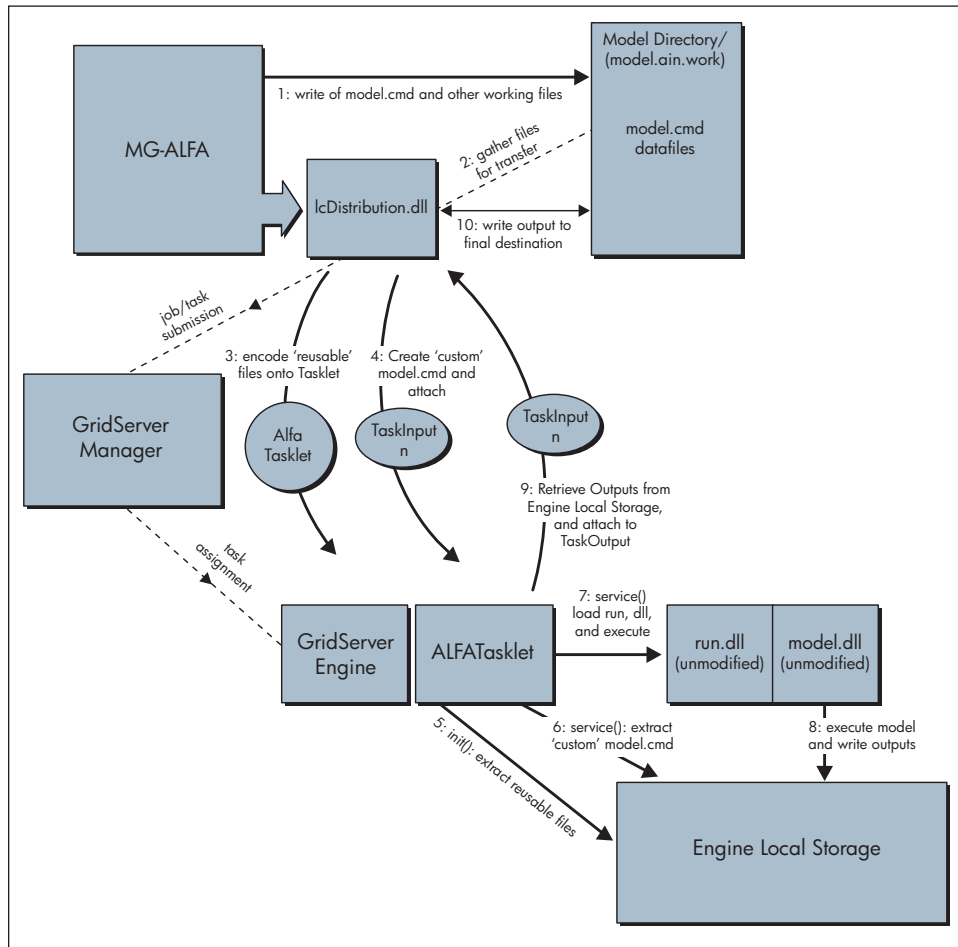 Model Directory/
(model.ain.work)
model.cmd
datafiles
1: write of model.cmd and other working files
MG-ALFA
2: gather files
for transfer
lcDistribution.dll
10: write output to
final destination
job/task
submission
3: encode ‘reusable’
files onto Tasklet
4: Create ‘custom’
model.cmd and
attach
GridServer
Manager
Alfa
Tasklet
TaskInput
n
TaskInput
n
9: Retrieve Outputs from
Engine Local Storage,
and attach to
TaskOutput
task
assignment
7: service()
load run, dll,
and execute
GridServer
Engine
ALFATasklet
run.dll
(unmodified)
model.dll
(unmodified)
5: init(): extract reusable files
6: service(): extract
‘custom’ model.cmd
8: execute model
and write outputs
Engine Local Storage